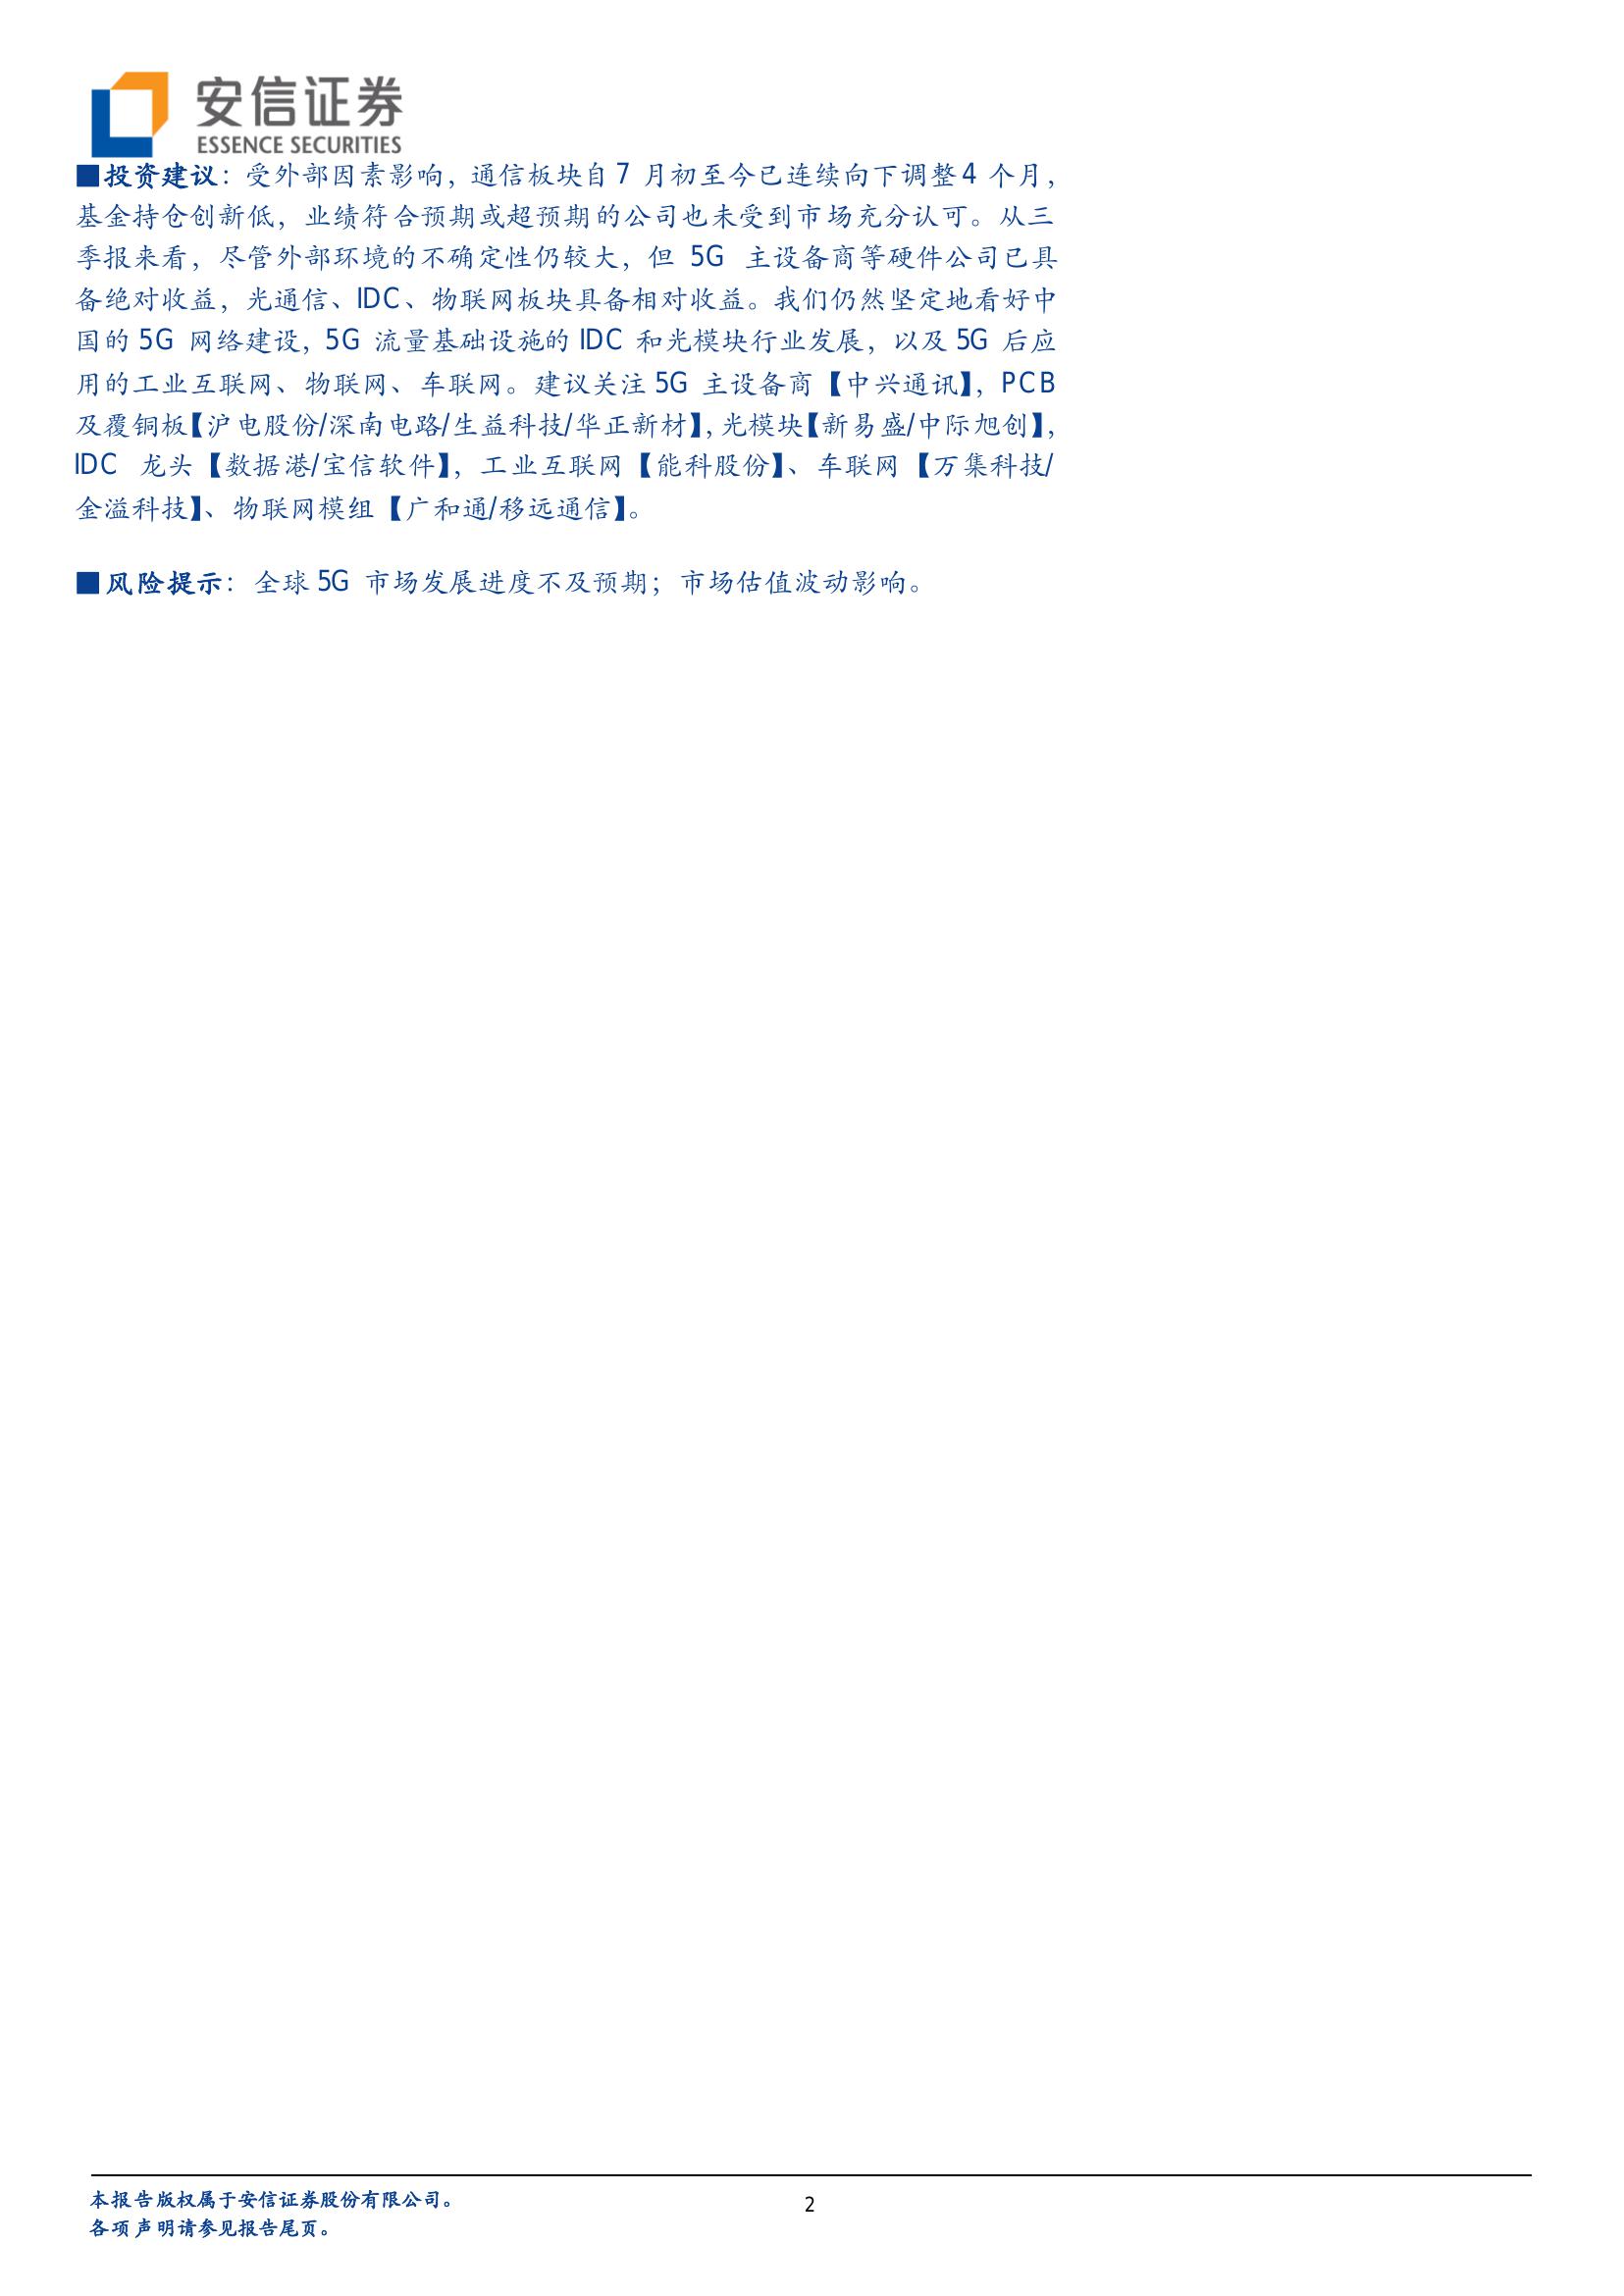 安信证券
ESSENCE SECURITIES
■投资建议：受外部因素影响，通信板块自 7 月初至今已连续向下调整 4 个月，
基金持仓创新低，业绩符合预期或超预期的公司也未受到市场充分认可。从三
季报来看，尽管外部环境的不确定性仍较大，但 5G 主设备商等硬件公司已具
备绝对收益，光通信、IDC、物联网板块具备相对收益。我们仍然坚定地看好中
国的 5G 网络建设，5G 流量基础设施的 IDC 和光模块行业发展，以及 5G 后应
用的工业互联网、物联网、车联网。建议关注 5G 主设备商【中兴通讯】，PCB
及覆铜板【沪电股份/深南电路/生益科技/华正新材】，光模块【新易盛/中际旭创】，
IDC 龙头【数据港/宝信软件】，工业互联网【能科股份】、车联网【万集科技/
金溢科技】、物联网模组【广和通/移远通信】。
■风险提示：全球 5G 市场发展进度不及预期；市场估值波动影响。
本报告版权属于安信证券股份有限公司。
2
各项声明请参见报告尾页。